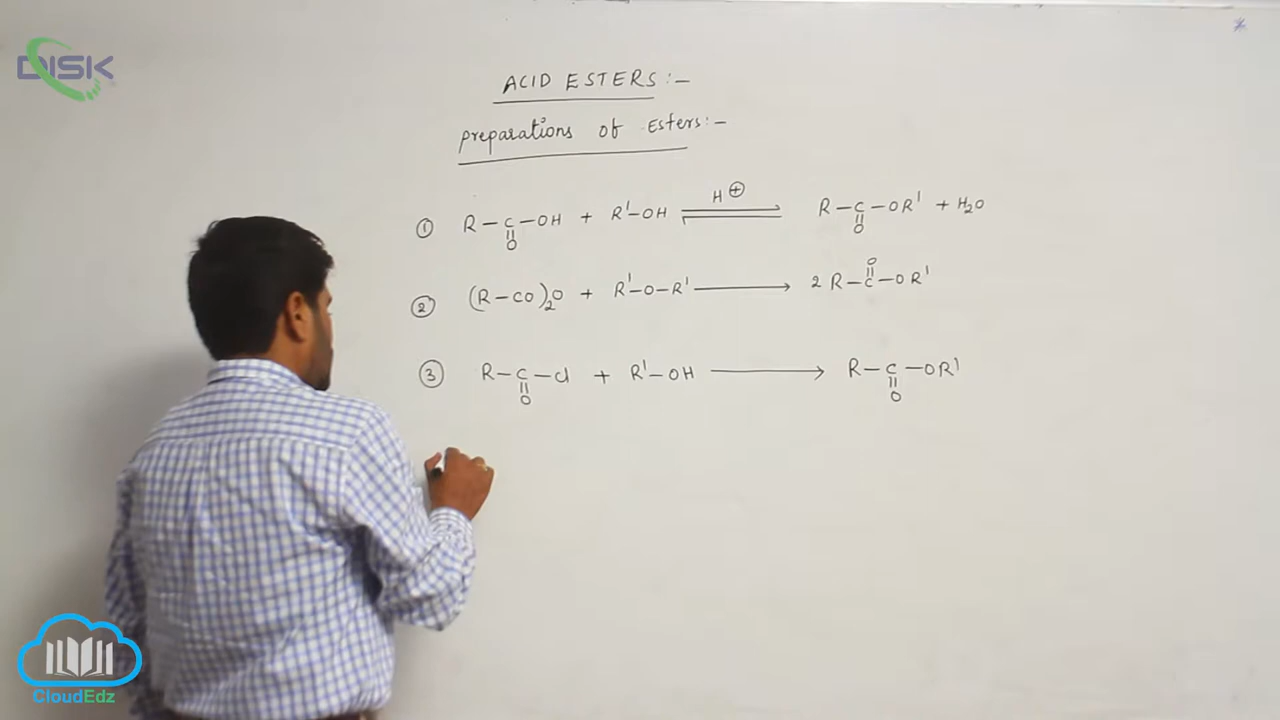 DISK
ACID ESTERS:-
preparations of Esters:-
① R-C-OH + R'-OH ⇌ R-C-OR' + H2O
H⊕
O
O
② (R-CO)2O + R'-O-R' → 2 R-C-OR'
O
③ R-C-Cl + R'-OH → R-C-OR'
O
O
CloudEdz